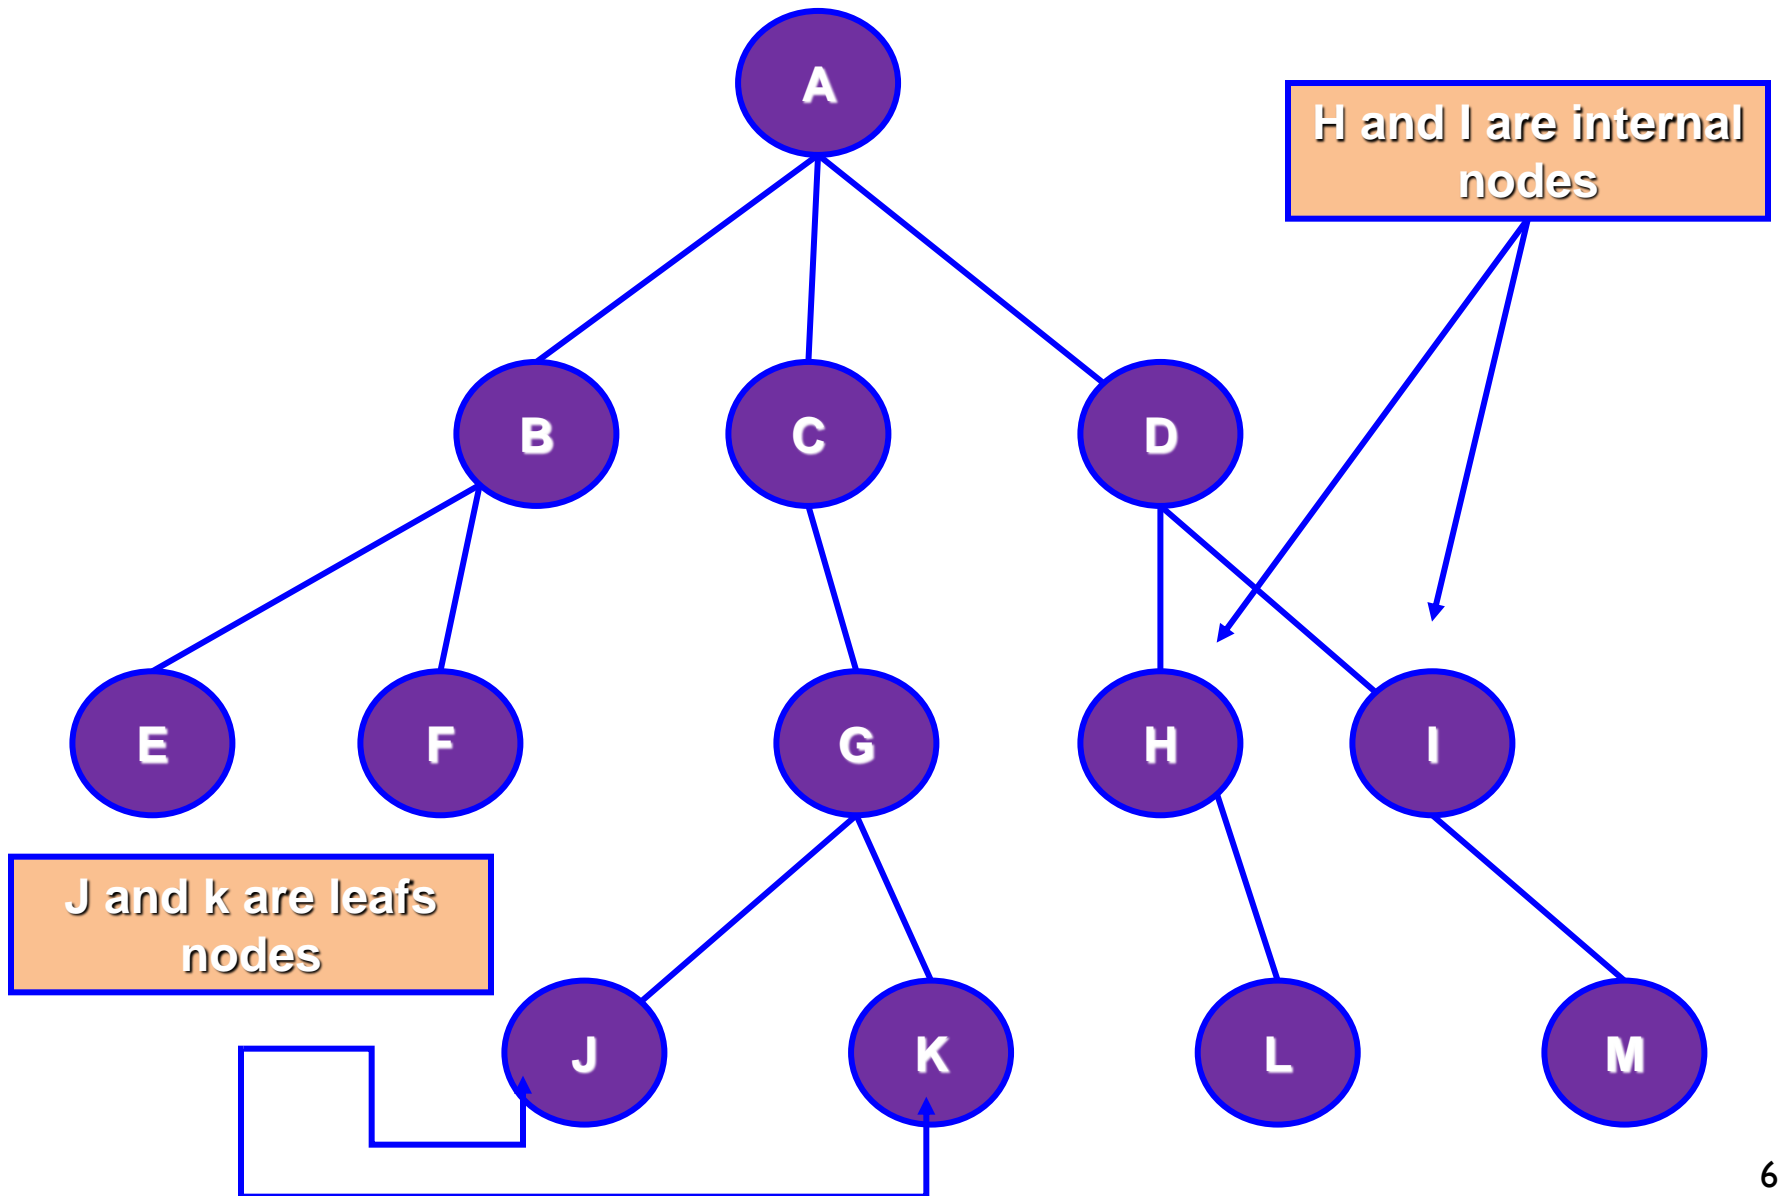 A
H and I are internal
nodes
B
C
D
E
F
G
H
I
J and k are leafs
nodes
J
K
L
M
6